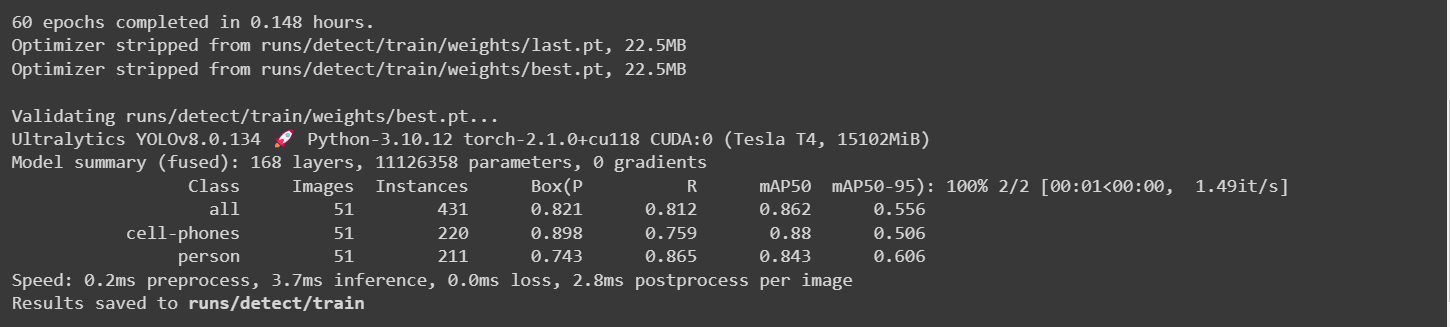 60 epochs completed in 0.148 hours.
Optimizer stripped from runs/detect/train/weights/last.pt, 22.5MB
Optimizer stripped from runs/detect/train/weights/best.pt, 22.5MB
Validating runs/detect/train/weights/best.pt...
Ultralytics YOLOv8.0.134 🚀 Python-3.10.12 torch-2.1.0+cu118 CUDA:0 (Tesla T4, 15102MiB)
Model summary (fused): 168 layers, 11126358 parameters, 0 gradients
Class Images Instances Box(P R mAP50 mAP50-95): 100% 2/2 [00:01<00:00, 1.49it/s]
all 51 431 0.821 0.812 0.862 0.556
cell-phones 51 220 0.898 0.759 0.88 0.506
person 51 211 0.743 0.865 0.843 0.606
Speed: 0.2ms preprocess, 3.7ms inference, 0.0ms loss, 2.8ms postprocess per image
Results saved to runs/detect/train